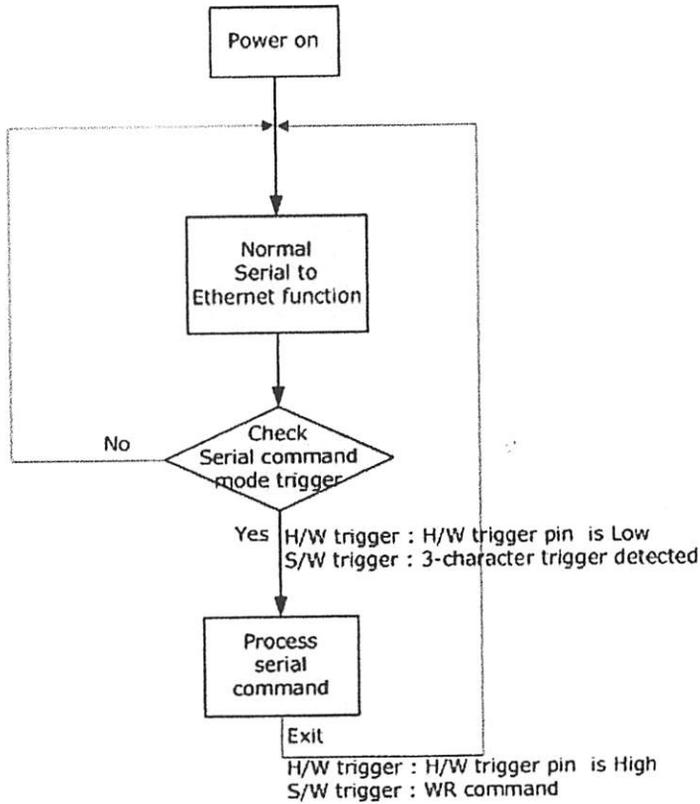 Power on
Normal
Serial to
Ethernet function
Check
Serial command
mode trigger
No
Yes
H/W trigger : H/W trigger pin is Low
S/W trigger : 3-character trigger detected
Process
serial
command
Exit
H/W trigger : H/W trigger pin is High
S/W trigger : WR command